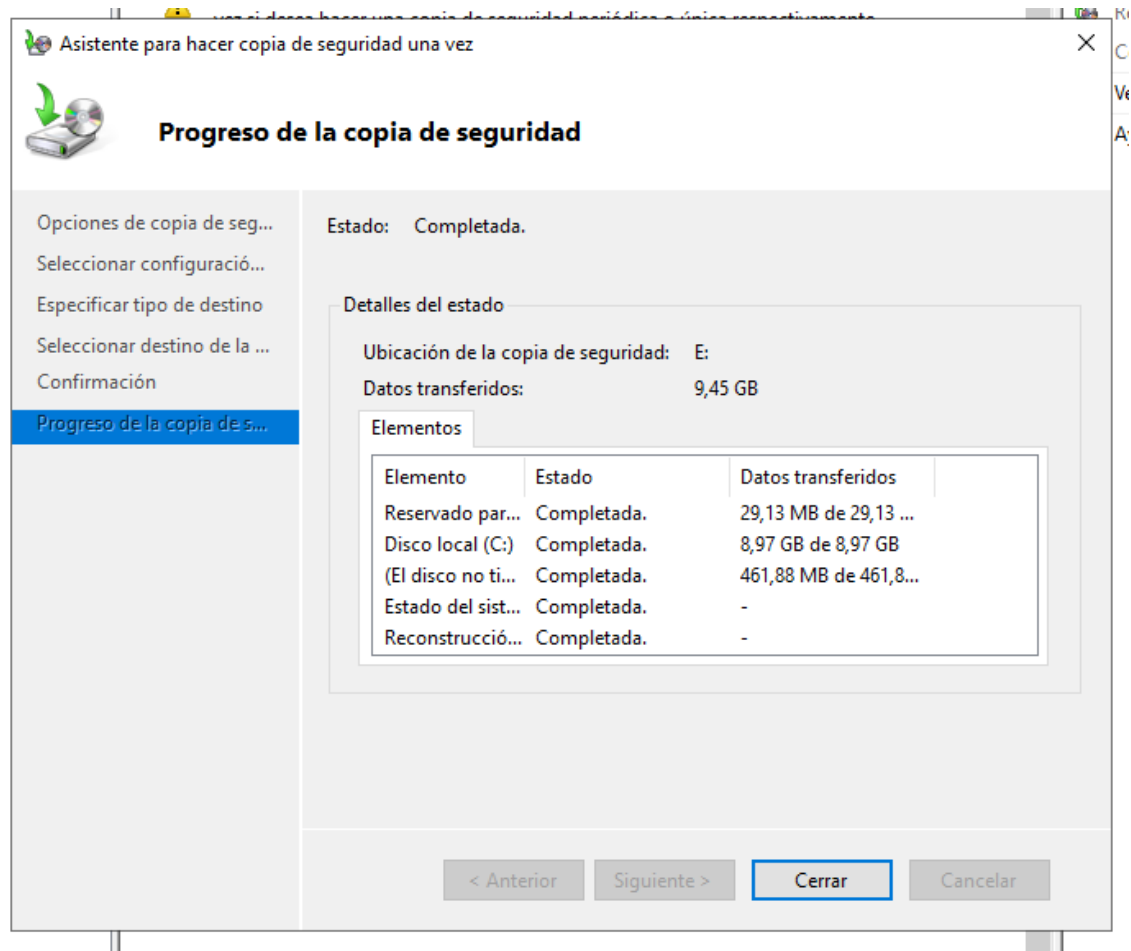 Asistente para hacer copia de seguridad una vez
Progreso de la copia de seguridad
Opciones de copia de seg...
Seleccionar configuració...
Especificar tipo de destino
Seleccionar destino de la ...
Confirmación
Progreso de la copia de s...
Estado: Completada.
Detalles del estado
Ubicación de la copia de seguridad: E:
Datos transferidos: 9,45 GB
Elementos
Elemento Estado Datos transferidos
Reservado par... Completada. 29,13 MB de 29,13 ...
Disco local (C:) Completada. 8,97 GB de 8,97 GB
(El disco no ti... Completada. 461,88 MB de 461,8...
Estado del sist... Completada. -
Reconstrucció... Completada. -
< Anterior Siguiente > Cerrar Cancelar